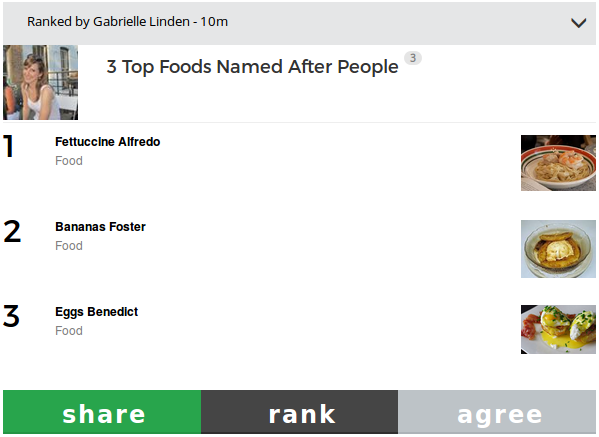 Ranked by Gabrielle Linden - 10m
3 Top Foods Named After People 3
1 Fettuccine Alfredo
Food
2 Bananas Foster
Food
3 Eggs Benedict
Food
share rank agree